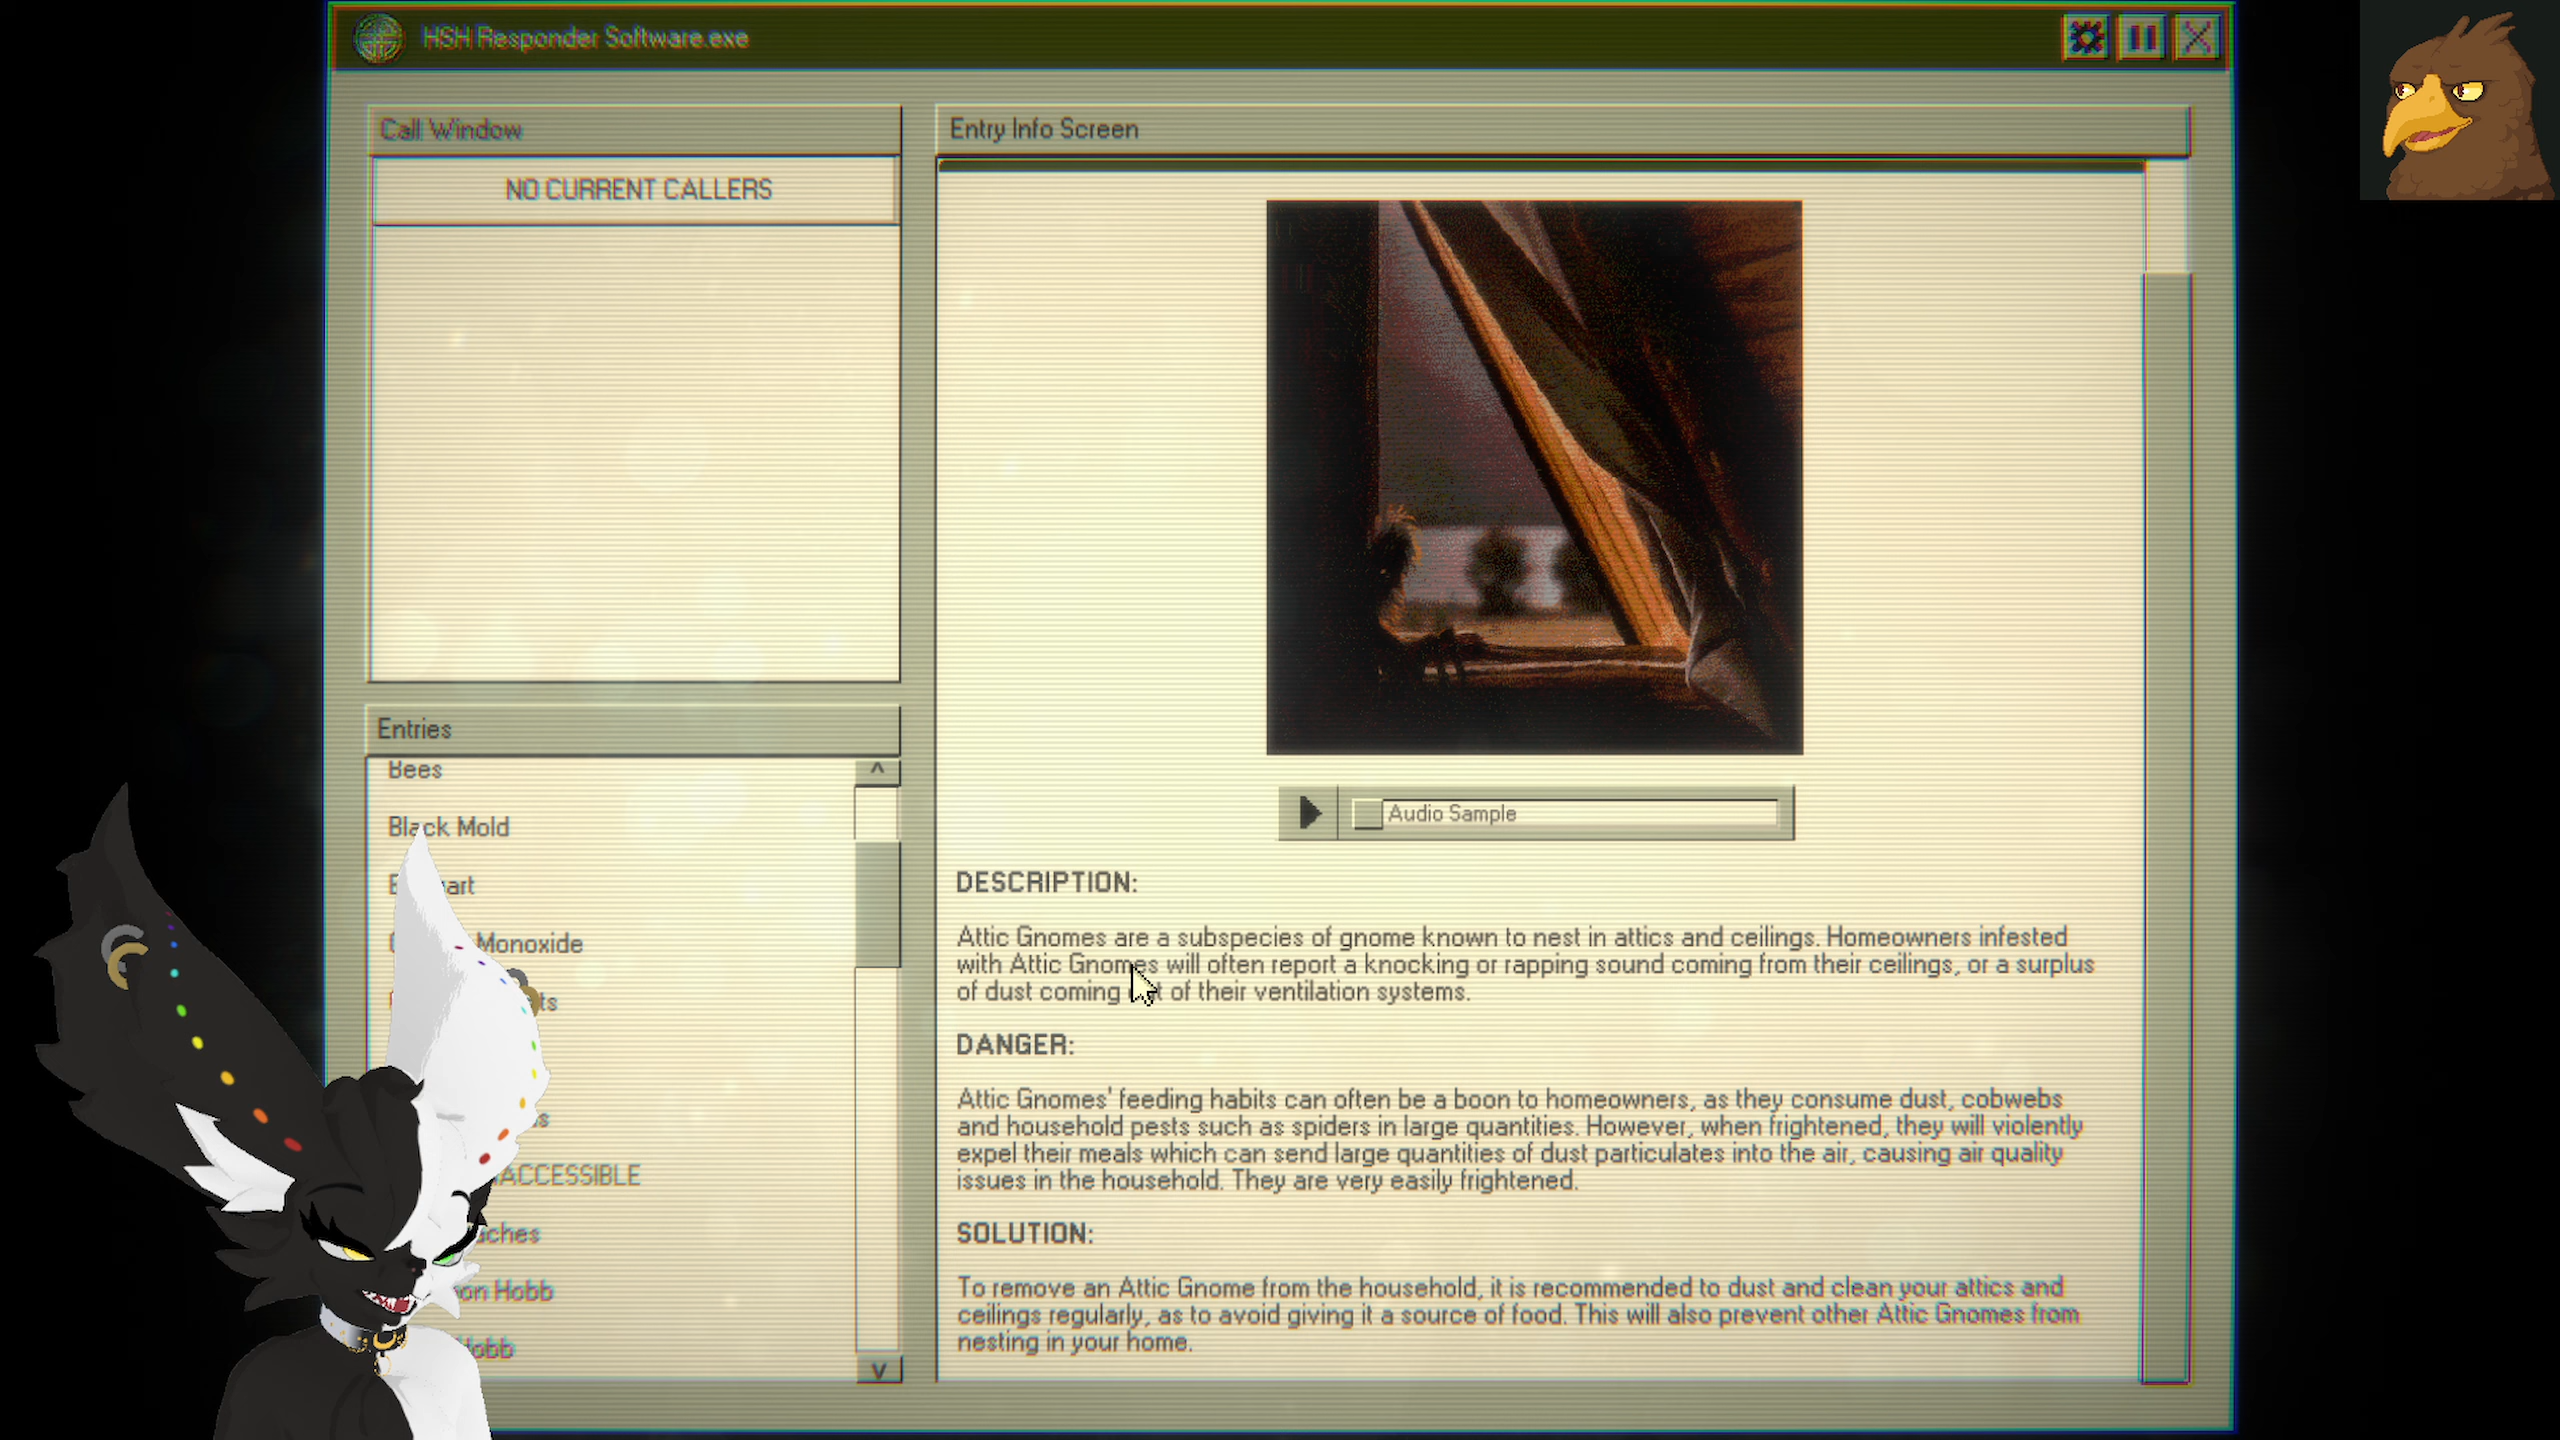 HSH Responder Software.exe
Call Window
NO CURRENT CALLERS
Entries
Bees
Black Mold
Monoxide
ACCESSIBLE
Hobb
Entry Info Screen
Audio Sample
DESCRIPTION:
Attic Gnomes are a subspecies of gnome known to nest in attics and ceilings. Homeowners infested
with Attic Gnomes will often report a knocking or rapping sound coming from their ceilings, or a surplus
of dust coming of their ventilation systems.
DANGER:
Attic Gnomes' feeding habits can often be a boon to homeowners, as they consume dust, cobwebs
and household pests such as spiders in large quantities. However, when frightened, they will violently
expel their meals which can send large quantities of dust particulates into the air, causing air quality
issues in the household. They are very easily frightened.
SOLUTION:
To remove an Attic Gnome from the household, it is recommended to dust and clean your attics and
ceilings regularly, as to avoid giving it a source of food. This will also prevent other Attic Gnomes from
nesting in your home.